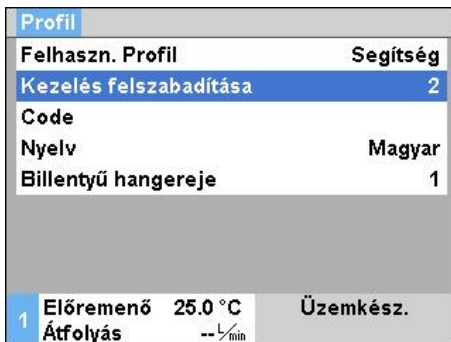 Profil
Felhaszn. Profil Segítség
Kezelés felszabadítása 2
Code
Nyelv Magyar
Billentyű hangereje 1
1 Előremenő 25.0 °C Üzemkész.
Átfolyás -- L/min